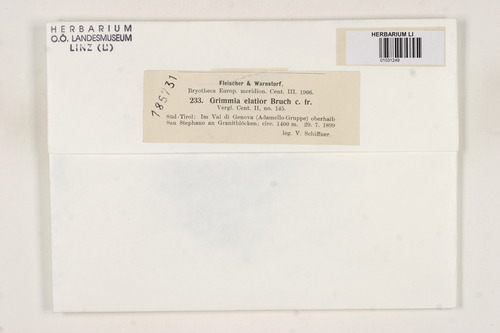 HERBARIUM
O.Ö. LANDESMUSEUM
LINZ (LI)
HERBARIUM LI
01031249
185731
Fleischer & Warnstorf.
Bryotheca Europ. meridion. Cent. III. 1906.
233. Grimmia elatior Bruch c. fr.
Vergl. Cent. II, no. 145.
Süd-Tirol: Im Val di Genova (Adamello-Gruppe) oberhalb
San Stephano an Granitblöcken; circ. 1400 m. 29. 7. 1899
leg. V. Schiffner.